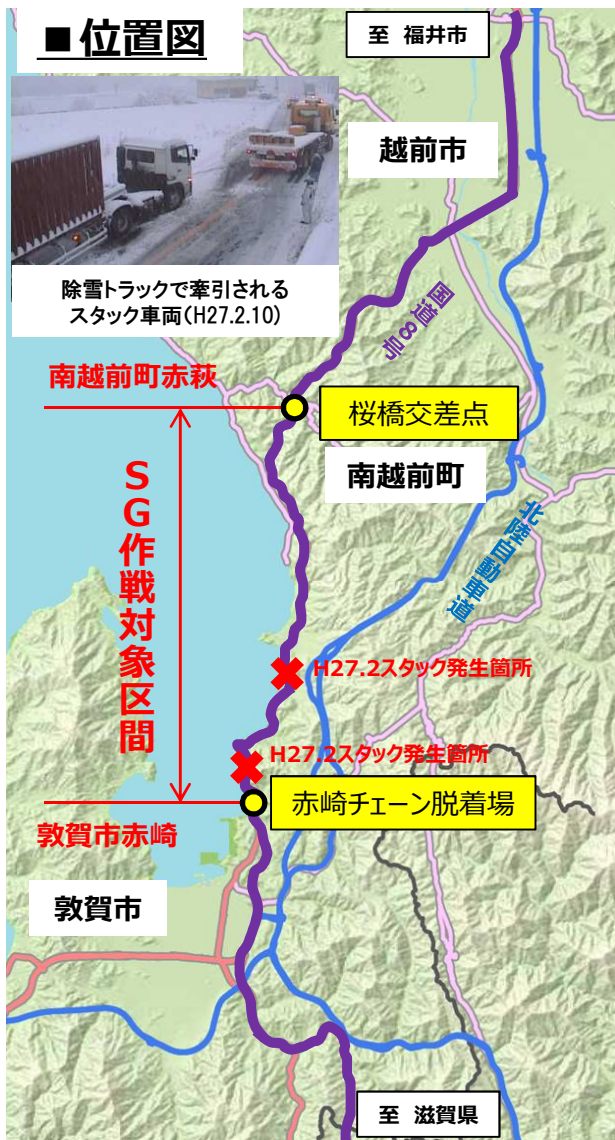 ■位置図
至 福井市
越前市
除雪トラックで牽引される
スタック車両(H27.2.10)
国道8号
南越前町赤萩
桜橋交差点
南越前町
北陸自動車道
SG作戦対象区間
H27.2スタック発生箇所
H27.2スタック発生箇所
赤崎チェーン脱着場
敦賀市赤崎
敦賀市
至 滋賀県